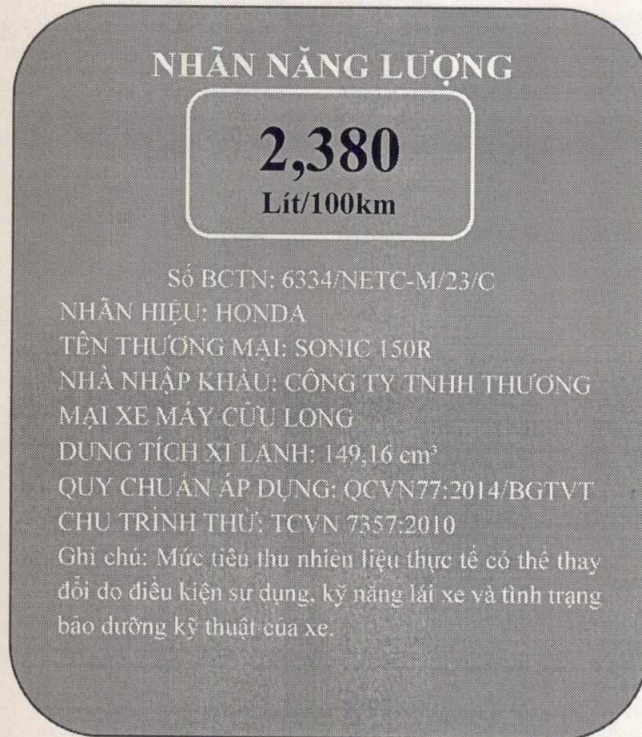 NHÃN NĂNG LƯỢNG
2,380
Lít/100km
Số BCTN: 6334/NETC-M/23/C
NHÃN HIỆU: HONDA
TÊN THƯƠNG MẠI: SONIC 150R
NHÀ NHẬP KHẨU: CÔNG TY TNHH THƯƠNG
MẠI XE MÁY CỬU LONG
DUNG TÍCH XI LANH: 149,16 cm³
QUY CHUẨN ÁP DỤNG: QCVN77:2014/BGTVT
CHU TRÌNH THỬ: TCVN 7357:2010
Ghi chú: Mức tiêu thu nhiên liệu thực tế có thể thay
đổi do điều kiện sử dụng, kỹ năng lái xe và tình trạng
bảo dưỡng kỹ thuật của xe.